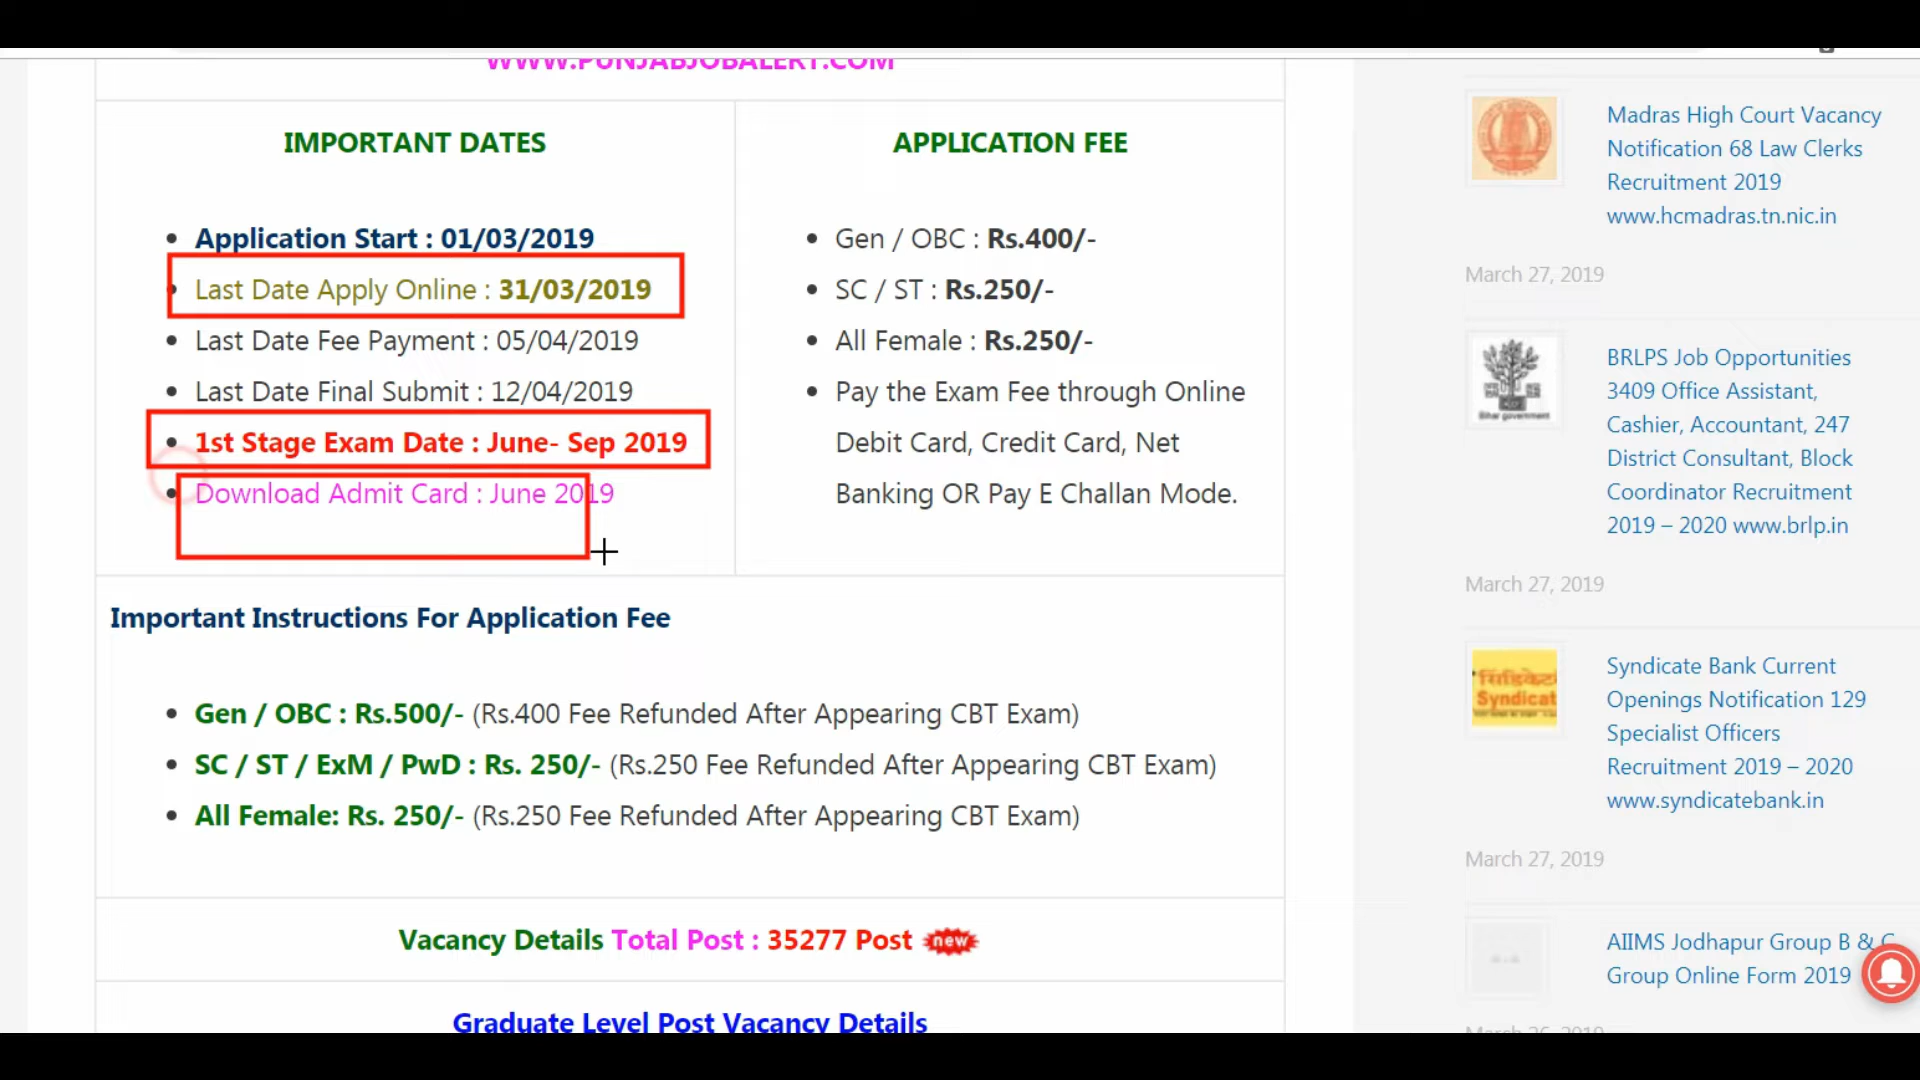 WWW.PUNJABJOBALERT.COM
IMPORTANT DATES
Application Start : 01/03/2019
Last Date Apply Online : 31/03/2019
Last Date Fee Payment : 05/04/2019
Last Date Final Submit : 12/04/2019
1st Stage Exam Date : June- Sep 2019
Download Admit Card : June 2019
APPLICATION FEE
Gen / OBC : Rs.400/-
SC / ST : Rs.250/-
All Female : Rs.250/-
Pay the Exam Fee through Online
Debit Card, Credit Card, Net
Banking OR Pay E Challan Mode.
Important Instructions For Application Fee
Gen / OBC : Rs.500/- (Rs.400 Fee Refunded After Appearing CBT Exam)
SC / ST / ExM / PwD : Rs. 250/- (Rs.250 Fee Refunded After Appearing CBT Exam)
All Female: Rs. 250/- (Rs.250 Fee Refunded After Appearing CBT Exam)
Vacancy Details Total Post : 35277 Post new
Graduate Level Post Vacancy Details
Madras High Court Vacancy
Notification 68 Law Clerks
Recruitment 2019
www.hcmadras.tn.nic.in
March 27, 2019
Bihar government
BRLPS Job Opportunities
3409 Office Assistant,
Cashier, Accountant, 247
District Consultant, Block
Coordinator Recruitment
2019 – 2020 www.brlp.in
March 27, 2019
Syndicat
Syndicate Bank Current
Openings Notification 129
Specialist Officers
Recruitment 2019 – 2020
www.syndicatebank.in
March 27, 2019
AIIMS Jodhapur Group B & C
Group Online Form 2019
March 26, 2019